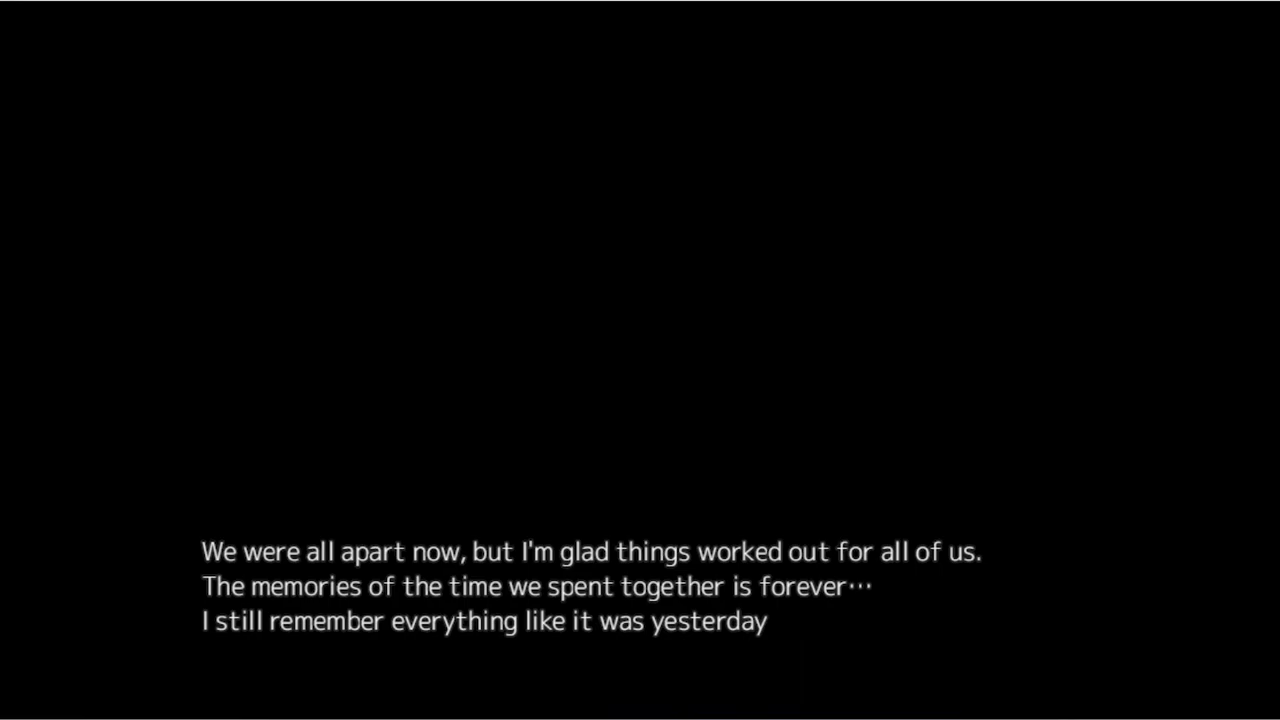 We were all apart now, but I'm glad things worked out for all of us.
The memories of the time we spent together is forever…
I still remember everything like it was yesterday